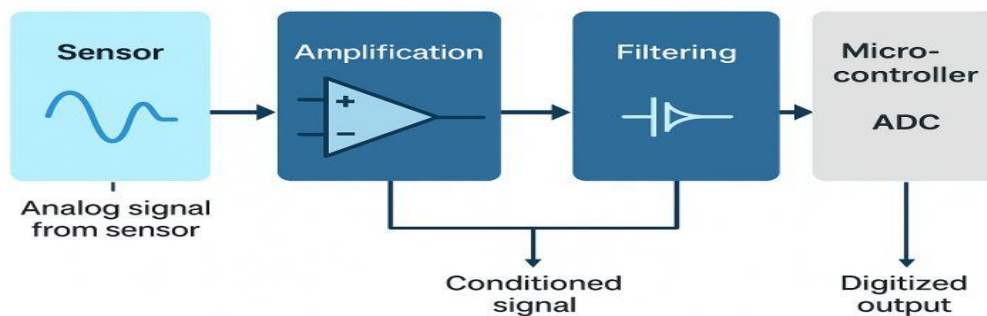 Sensor
Amplification
+
−
Filtering
Micro-
controller
ADC
Analog signal
from sensor
Conditioned
signal
Digitized
output